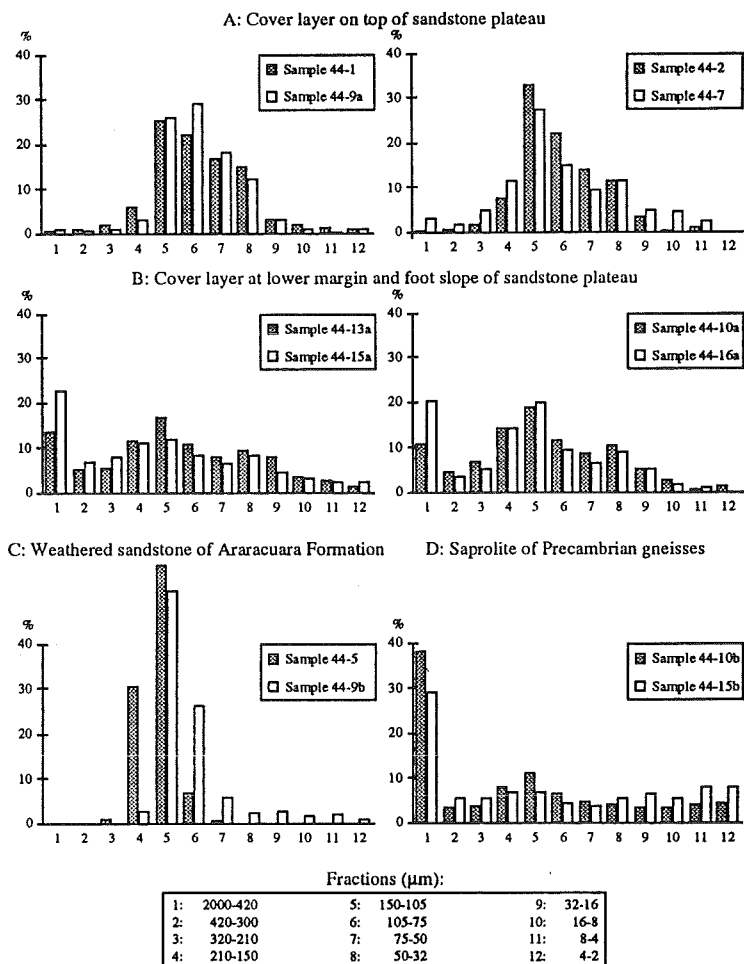 A: Cover layer on top of sandstone plateau
%
40
30
20
10
0
Sample 44-1
Sample 44-9a
1 2 3 4 5 6 7 8 9 10 11 12
%
40
30
20
10
0
Sample 44-2
Sample 44-7
1 2 3 4 5 6 7 8 9 10 11 12
B: Cover layer at lower margin and foot slope of sandstone plateau
%
40
30
20
10
0
Sample 44-13a
Sample 44-15a
1 2 3 4 5 6 7 8 9 10 11 12
%
40
30
20
10
0
Sample 44-10a
Sample 44-16a
1 2 3 4 5 6 7 8 9 10 11 12
C: Weathered sandstone of Araracuara Formation
%
40
30
20
10
0
Sample 44-5
Sample 44-9b
1 2 3 4 5 6 7 8 9 10 11 12
D: Saprolite of Precambrian gneisses
%
40
30
20
10
0
Sample 44-10b
Sample 44-15b
1 2 3 4 5 6 7 8 9 10 11 12
Fractions (μm):
1: 2000-420 5: 150-105 9: 32-16
2: 420-300 6: 105-75 10: 16-8
3: 320-210 7: 75-50 11: 8-4
4: 210-150 8: 50-32 12: 4-2